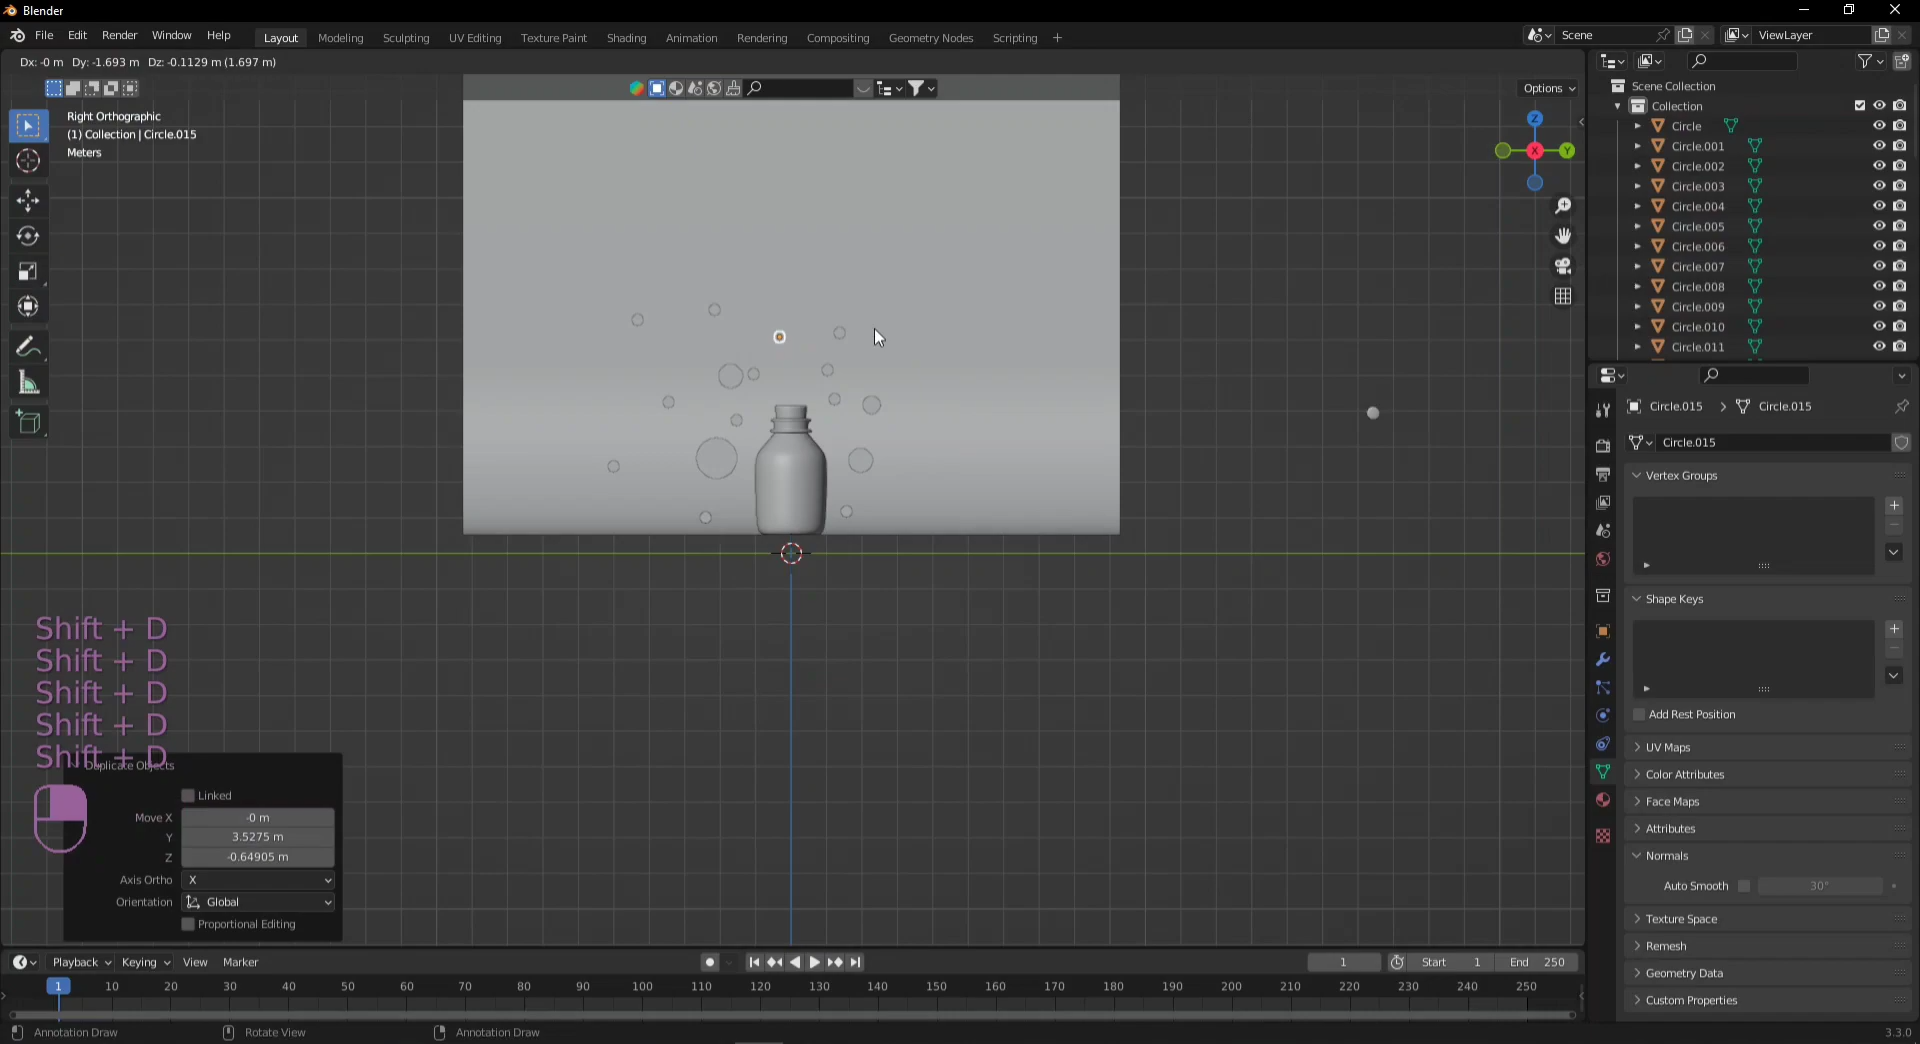 Blender
File Edit Render Window Help
Layout Modeling Sculpting UV Editing Texture Paint Shading Animation Rendering Compositing Geometry Nodes Scripting +
Scene
ViewLayer
Dx: -0 m Dy: -1.693 m Dz: -0.1129 m (1.697 m)
Options
Right Orthographic
(1) Collection | Circle.015
Meters
Z
X
Y
Scene Collection
Collection
Circle
Circle.001
Circle.002
Circle.003
Circle.004
Circle.005
Circle.006
Circle.007
Circle.008
Circle.009
Circle.010
Circle.011
Circle.015 > Circle.015
Circle.015
Vertex Groups
Shape Keys
Add Rest Position
UV Maps
Color Attributes
Face Maps
Attributes
Normals
Auto Smooth 30°
Texture Space
Remesh
Geometry Data
Custom Properties
Shift + D
Shift + D
Shift + D
Shift + D
Shift + D
Duplicate Objects
Linked
Move X -0 m
Y 3.5275 m
Z -0.64905 m
Axis Ortho X
Orientation Global
Proportional Editing
Playback Keying View Marker
1 Start 1 End 250
1 10 20 30 40 50 60 70 80 90 100 110 120 130 140 150 160 170 180 190 200 210 220 230 240 250
Annotation Draw Rotate View Annotation Draw
3.3.0